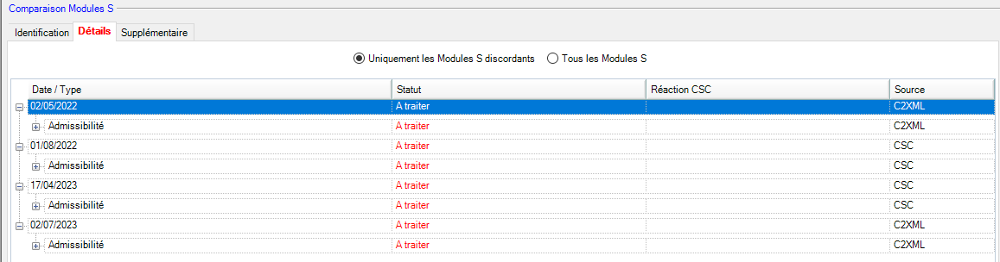 Comparaison Modules S
Identification Détails Supplémentaire
Uniquement les Modules S discordants Tous les Modules S
Date / Type Statut Réaction CSC Source
02/05/2022 A traiter C2XML
Admissibilité A traiter C2XML
01/08/2022 A traiter CSC
Admissibilité A traiter CSC
17/04/2023 A traiter CSC
Admissibilité A traiter CSC
02/07/2023 A traiter C2XML
Admissibilité A traiter C2XML